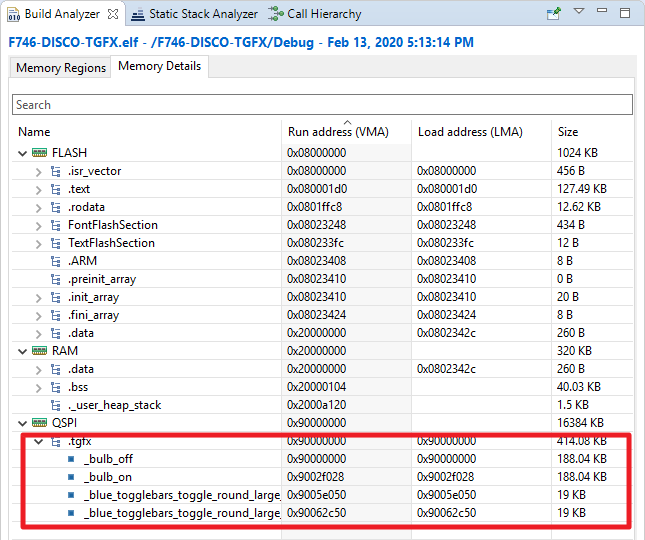 Build Analyzer Static Stack Analyzer Call Hierarchy
F746-DISCO-TGFX.elf - /F746-DISCO-TGFX/Debug - Feb 13, 2020 5:13:14 PM
Memory Regions Memory Details
Search
Name Run address (VMA) Load address (LMA) Size
FLASH 0x08000000 1024 KB
.isr_vector 0x08000000 0x08000000 456 B
.text 0x080001d0 0x080001d0 127.49 KB
.rodata 0x0801ffc8 0x0801ffc8 12.62 KB
FontFlashSection 0x08023248 0x08023248 434 B
TextFlashSection 0x080233fc 0x080233fc 12 B
.ARM 0x08023408 0x08023408 8 B
.preinit_array 0x08023410 0x08023410 0 B
.init_array 0x08023410 0x08023410 20 B
.fini_array 0x08023424 0x08023424 8 B
.data 0x20000000 0x0802342c 260 B
RAM 0x20000000 320 KB
.data 0x20000000 0x0802342c 260 B
.bss 0x20000104 40.03 KB
._user_heap_stack 0x2000a120 1.5 KB
QSPI 0x90000000 16384 KB
.tgfx 0x90000000 0x90000000 414.08 KB
_bulb_off 0x90000000 0x90000000 188.04 KB
_bulb_on 0x9002f028 0x9002f028 188.04 KB
_blue_togglebars_toggle_round_large_ 0x9005e050 0x9005e050 19 KB
_blue_togglebars_toggle_round_large_ 0x90062c50 0x90062c50 19 KB